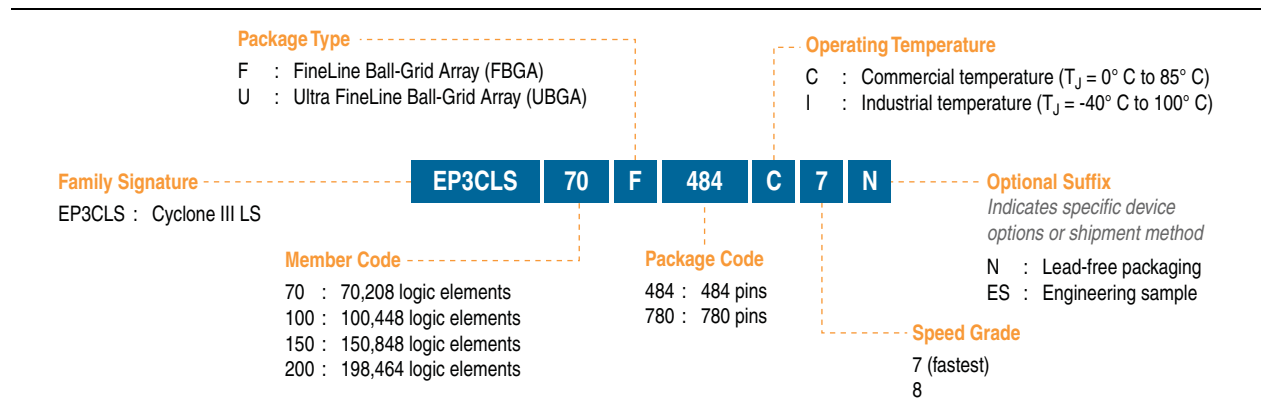 Package Type
F : FineLine Ball-Grid Array (FBGA)
U : Ultra FineLine Ball-Grid Array (UBGA)
Operating Temperature
C : Commercial temperature (TJ = 0° C to 85° C)
I : Industrial temperature (TJ = -40° C to 100° C)
EP3CLS 70 F 484 C 7 N
Family Signature
EP3CLS : Cyclone III LS
Optional Suffix
Indicates specific device
options or shipment method
N : Lead-free packaging
ES : Engineering sample
Member Code
70 : 70,208 logic elements
100 : 100,448 logic elements
150 : 150,848 logic elements
200 : 198,464 logic elements
Package Code
484 : 484 pins
780 : 780 pins
Speed Grade
7 (fastest)
8